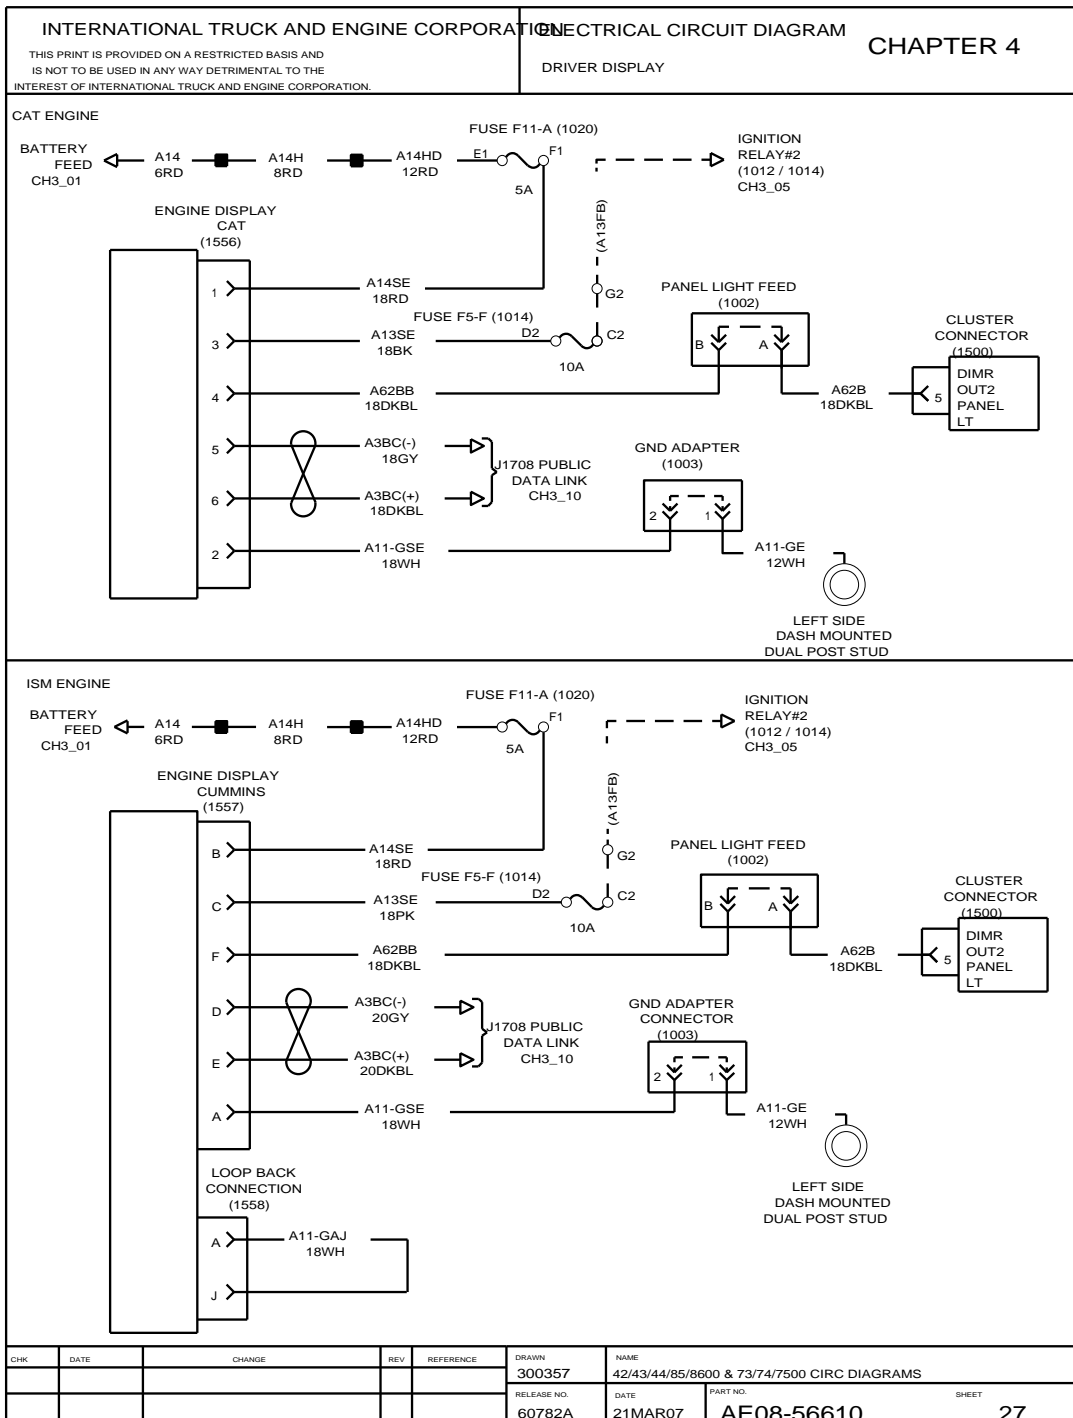 INTERNATIONAL TRUCK AND ENGINE CORPORATION
THIS PRINT IS PROVIDED ON A RESTRICTED BASIS AND
IS NOT TO BE USED IN ANY WAY DETRIMENTAL TO THE
INTEREST OF INTERNATIONAL TRUCK AND ENGINE CORPORATION.
ELECTRICAL CIRCUIT DIAGRAM
DRIVER DISPLAY
CHAPTER 4
CAT ENGINE
BATTERY
FEED
CH3_01
A14
6RD
A14H
8RD
A14HD
12RD
FUSE F11-A (1020)
E1
F1
5A
IGNITION
RELAY#2
(1012 / 1014)
CH3_05
(A13FB)
ENGINE DISPLAY
CAT
(1556)
1
A14SE
18RD
G2
FUSE F5-F (1014)
D2
C2
10A
3
A13SE
18BK
PANEL LIGHT FEED
(1002)
B
A
CLUSTER
CONNECTOR
(1500)
4
A62BB
18DKBL
A62B
18DKBL
5
DIMR
OUT2
PANEL
LT
5
A3BC(-)
18GY
6
A3BC(+)
18DKBL
J1708 PUBLIC
DATA LINK
CH3_10
GND ADAPTER
(1003)
2
1
2
A11-GSE
18WH
A11-GE
12WH
LEFT SIDE
DASH MOUNTED
DUAL POST STUD
ISM ENGINE
BATTERY
FEED
CH3_01
A14
6RD
A14H
8RD
A14HD
12RD
FUSE F11-A (1020)
F1
5A
IGNITION
RELAY#2
(1012 / 1014)
CH3_05
(A13FB)
ENGINE DISPLAY
CUMMINS
(1557)
B
A14SE
18RD
G2
FUSE F5-F (1014)
D2
C2
10A
C
A13SE
18PK
PANEL LIGHT FEED
(1002)
B
A
CLUSTER
CONNECTOR
(1500)
F
A62BB
18DKBL
A62B
18DKBL
5
DIMR
OUT2
PANEL
LT
D
A3BC(-)
20GY
E
A3BC(+)
20DKBL
J1708 PUBLIC
DATA LINK
CH3_10
GND ADAPTER
CONNECTOR
(1003)
2
1
A
A11-GSE
18WH
A11-GE
12WH
LEFT SIDE
DASH MOUNTED
DUAL POST STUD
LOOP BACK
CONNECTION
(1558)
A
A11-GAJ
18WH
J
CHK
DATE
CHANGE
REV
REFERENCE
DRAWN
300357
NAME
42/43/44/85/8600 & 73/74/7500 CIRC DIAGRAMS
RELEASE NO.
60782A
DATE
21MAR07
PART NO.
AE08-56610
SHEET
27